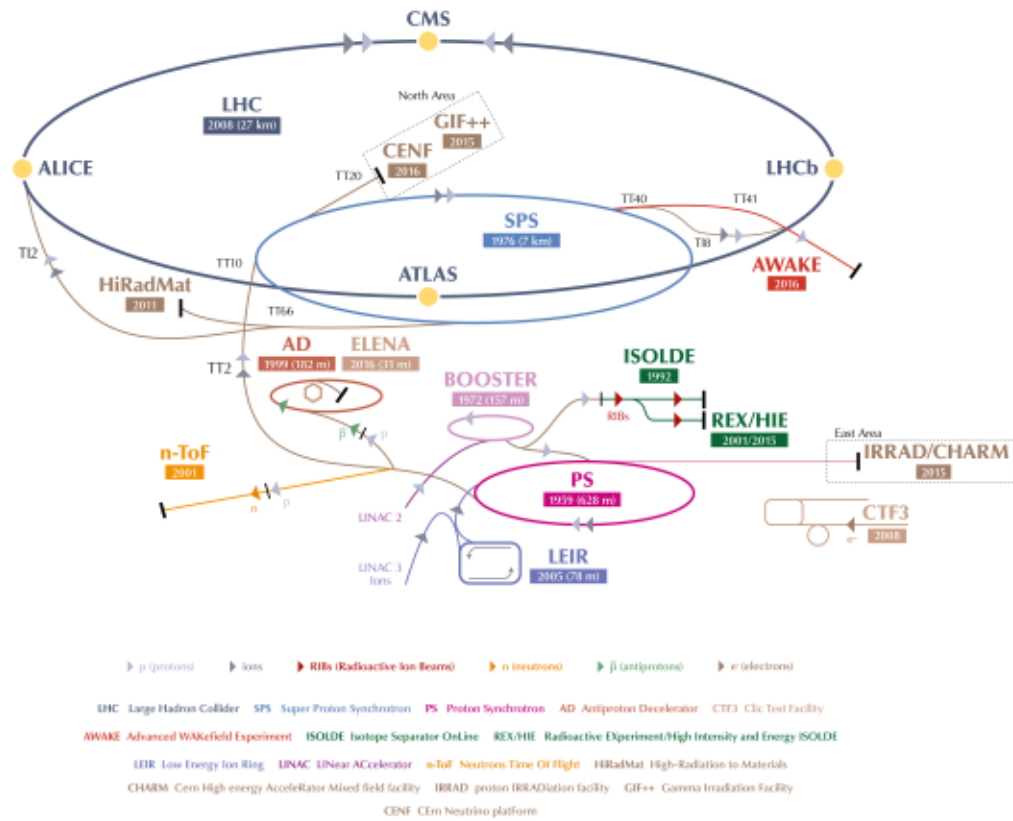 CMS
North Area
LHC
2008 (27 km)
GIF++
2015
CENF
2016
ALICE
LHCb
TT20
TT40
TT41
SPS
1976 (7 km)
TI8
TI2
TT10
ATLAS
AWAKE
2016
HiRadMat
2011
TT66
AD
1999 (182 m)
ELENA
2016 (31 m)
TT2
ISOLDE
1992
BOOSTER
1972 (157 m)
RIBs
REX/HIE
2001/2015
p̅
p
East Area
IRRAD/CHARM
2015
n-ToF
2001
PS
1959 (628 m)
n
p
LINAC 2
CTF3
2008
e-
LINAC 3
Ions
LEIR
2005 (78 m)
p (protons) ions RIBs (Radioactive Ion Beams) n (neutrons) p̅ (antiprotons) e- (electrons)
LHC Large Hadron Collider SPS Super Proton Synchrotron PS Proton Synchrotron AD Antiproton Decelerator CTF3 Clic Test Facility
AWAKE Advanced WAKefield Experiment ISOLDE Isotope Separator OnLine REX/HIE Radioactive EXperiment/High Intensity and Energy ISOLDE
LEIR Low Energy Ion Ring LINAC LINear ACcelerator n-ToF Neutrons Time Of Flight HiRadMat High-Radiation to Materials
CHARM Cern High energy AcceleRator Mixed field facility IRRAD proton IRRADiation facility GIF++ Gamma Irradiation Facility
CENF CErn Neutrino platForm